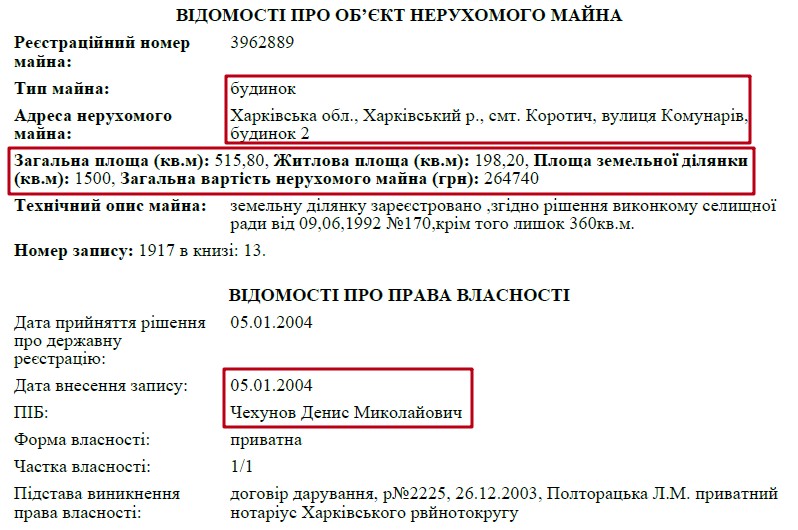 ВІДОМОСТІ ПРО ОБ’ЄКТ НЕРУХОМОГО МАЙНА
Реєстраційний номер майна: 3962889
Тип майна: будинок
Адреса нерухомого майна: Харківська обл., Харківський р., смт. Коротич, вулиця Комунарів, будинок 2
Загальна площа (кв.м): 515,80, Житлова площа (кв.м): 198,20, Площа земельної ділянки
(кв.м): 1500, Загальна вартість нерухомого майна (грн): 264740
Технічний опис майна: земельну ділянку зареєстровано ,згідно рішення виконкому селищної
ради від 09,06,1992 №170,крім того лишок 360кв.м.
Номер запису: 1917 в книзі: 13.
ВІДОМОСТІ ПРО ПРАВА ВЛАСНОСТІ
Дата прийняття рішення про державну реєстрацію: 05.01.2004
Дата внесення запису: 05.01.2004
ПІБ: Чехунов Денис Миколайович
Форма власності: приватна
Частка власності: 1/1
Підстава виникнення права власності: договір дарування, р№2225, 26.12.2003, Полторацька Л.М. приватний
нотаріус Харківського рвйнотокругу